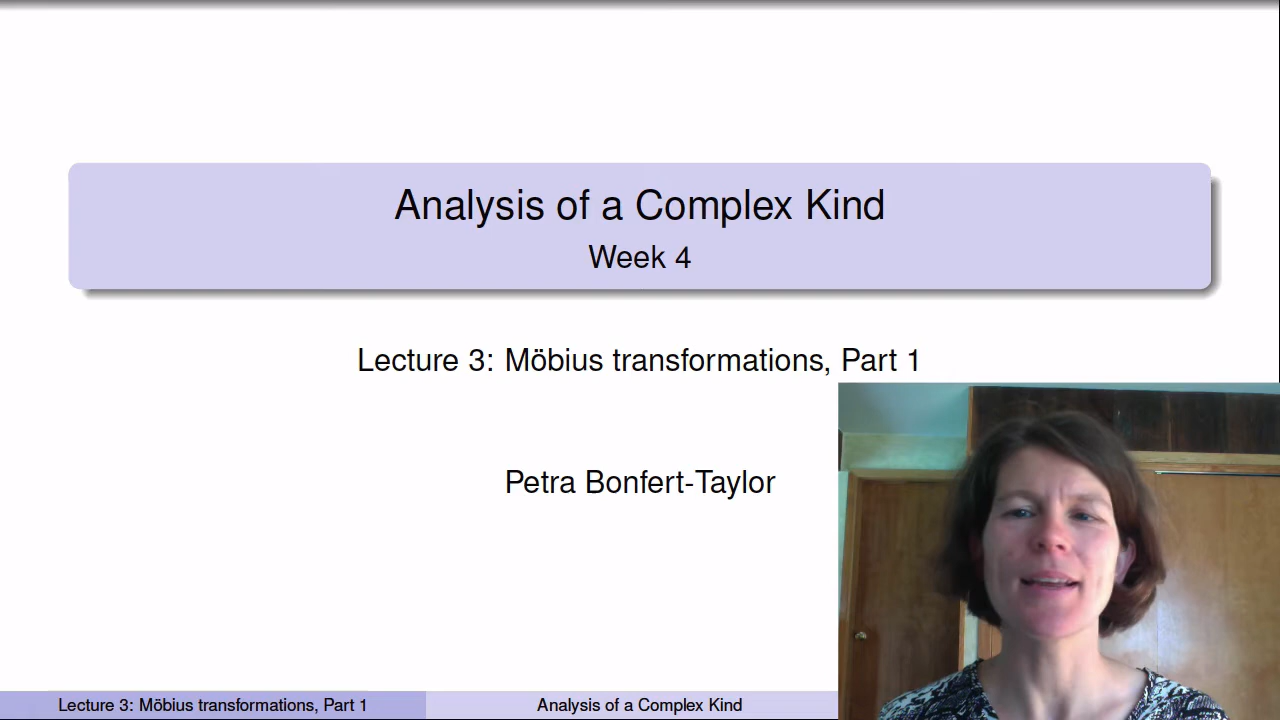 Analysis of a Complex Kind
Week 4
Lecture 3: Möbius transformations, Part 1
Petra Bonfert-Taylor
Lecture 3: Möbius transformations, Part 1
Analysis of a Complex Kind